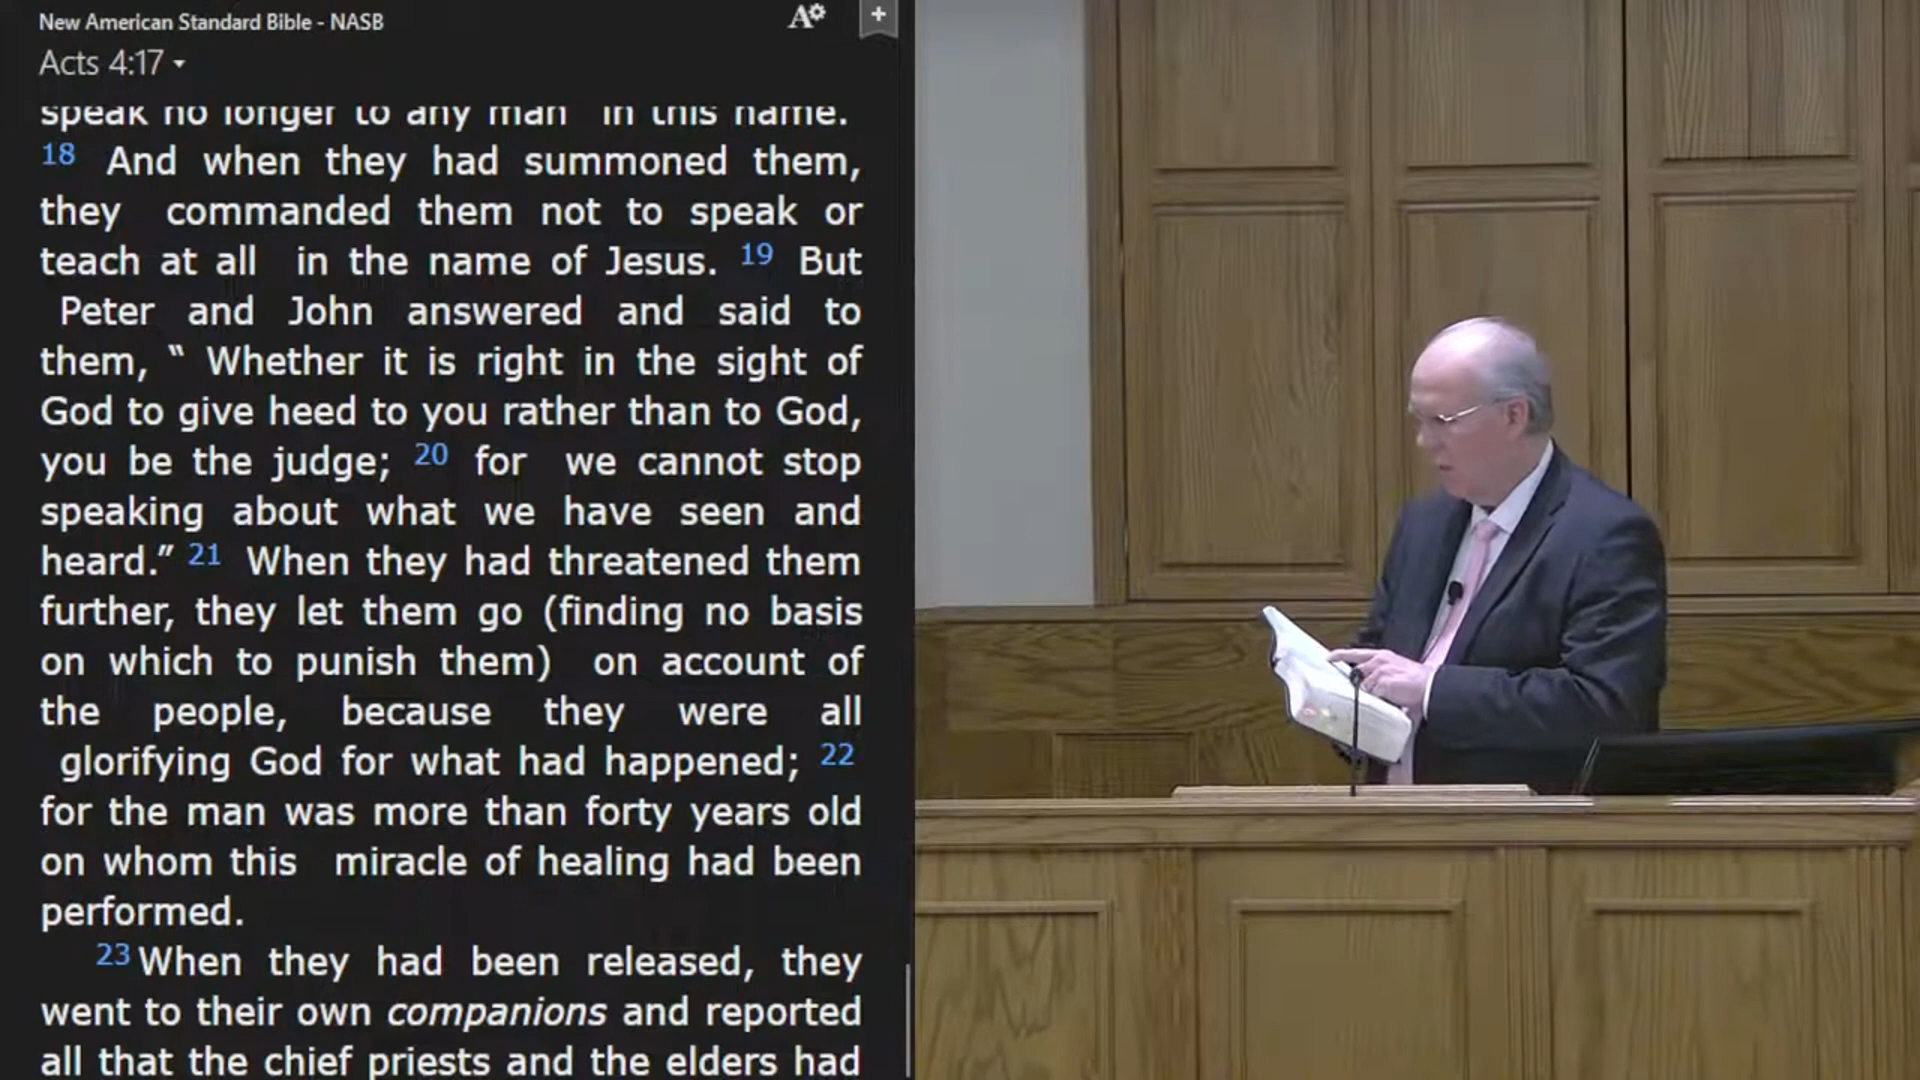 New American Standard Bible - NASB
Acts 4:17
speak no longer to any man in this name.
18 And when they had summoned them,
they commanded them not to speak or
teach at all in the name of Jesus. 19 But
Peter and John answered and said to
them, “ Whether it is right in the sight of
God to give heed to you rather than to God,
you be the judge; 20 for we cannot stop
speaking about what we have seen and
heard.” 21 When they had threatened them
further, they let them go (finding no basis
on which to punish them) on account of
the people, because they were all
glorifying God for what had happened; 22
for the man was more than forty years old
on whom this miracle of healing had been
performed.
23 When they had been released, they
went to their own companions and reported
all that the chief priests and the elders had